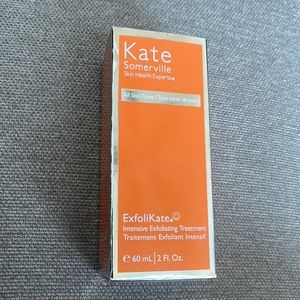 Kate
Somerville
Skin Health Experts®
All Skin Types / Tous types de peau
ExfoliKate®
Intensive Exfoliating Treatment
Traitement Exfoliant Intensif
℮ 60 mL | 2 Fl. Oz.